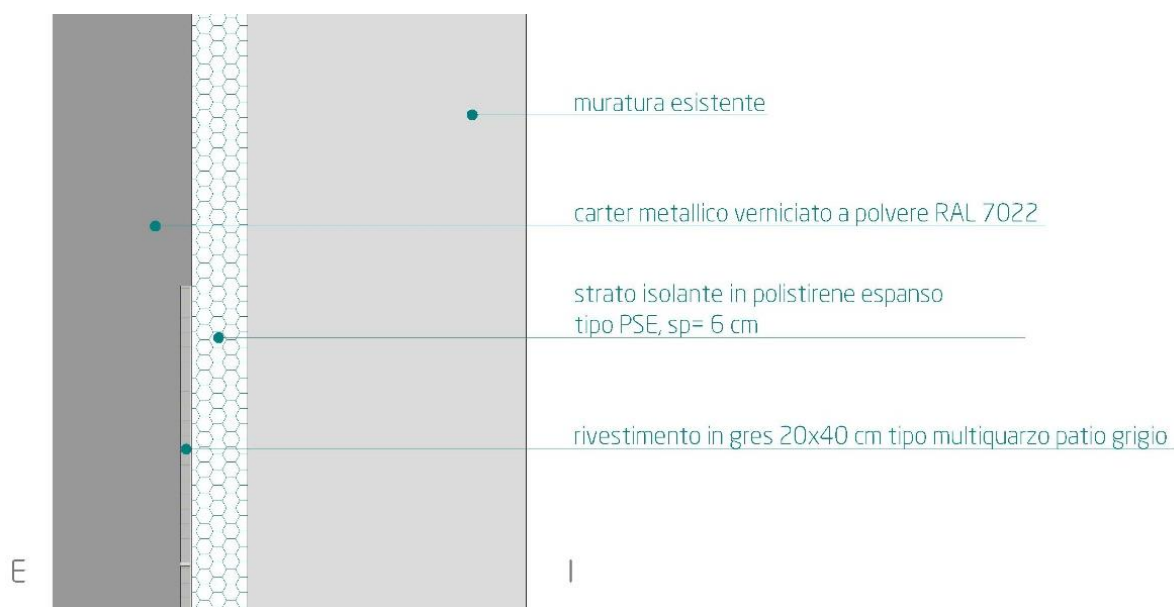 muratura esistente
carter metallico verniciato a polvere RAL 7022
strato isolante in polistirene espanso
tipo PSE, sp= 6 cm
rivestimento in gres 20x40 cm tipo multiquarzo patio grigio
E
I